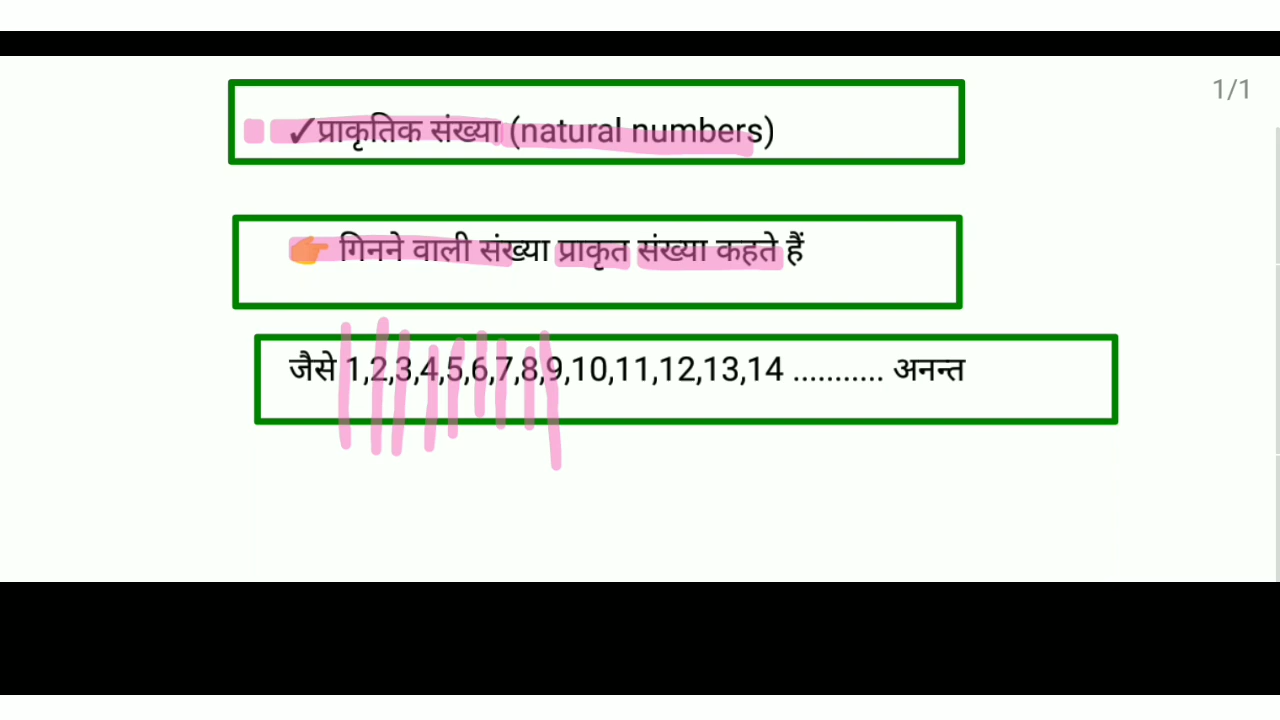 1/1
✓प्राकृतिक संख्या (natural numbers)
👉 गिनने वाली संख्या प्राकृत संख्या कहते हैं
जैसे 1,2,3,4,5,6,7,8,9,10,11,12,13,14 ........... अनन्त